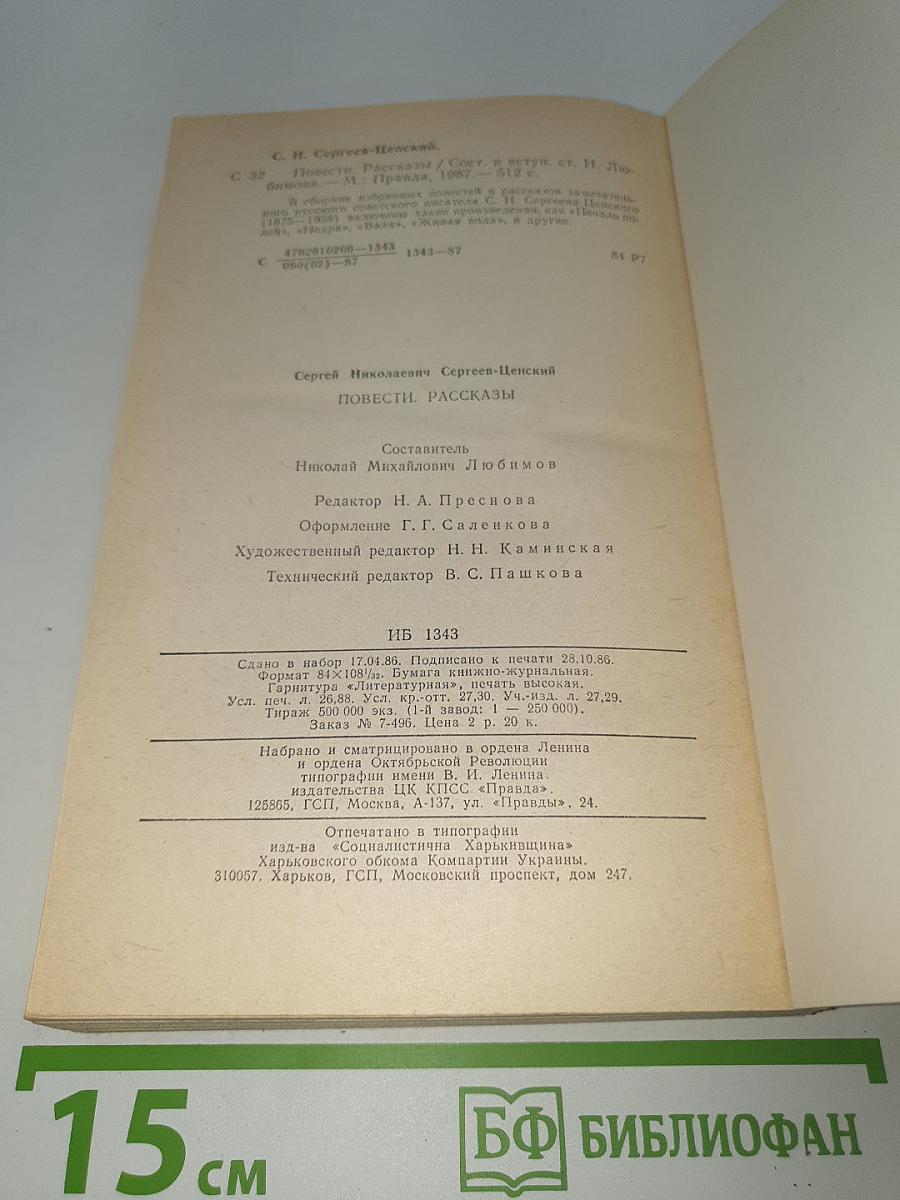 С. Н. Сергеев-Ценский.
С 32 Повести. Рассказы / Сост. и вступ. ст. Н. Лю-
бимова.— М.: Правда, 1987.— 512 с.
В сборник избранных повестей и рассказов замечатель-
ного русского советского писателя С. Н. Сергеева-Ценского
(1875—1958) включены такие произведения, как «Печаль по-
лей», «Недра», «Валя», «Живая вода», и другие.
С 4702010200—1343 1343—87 84 Р7
080(02)—87
Сергей Николаевич Сергеев-Ценский
ПОВЕСТИ. РАССКАЗЫ
Составитель
Николай Михайлович Любимов
Редактор Н. А. Преснова
Оформление Г. Г. Саленкова
Художественный редактор Н. Н. Каминская
Технический редактор В. С. Пашкова
ИБ 1343
Сдано в набор 17.04.86. Подписано к печати 28.10.86.
Формат 84×108¹/₃₂. Бумага книжно-журнальная.
Гарнитура «Литературная», печать высокая.
Усл. печ. л. 26,88. Усл. кр.-отт. 27,30. Уч.-изд. л. 27,29.
Тираж 500 000 экз. (1-й завод: 1 — 250 000).
Заказ № 7-496. Цена 2 р. 20 к.
Набрано и сматрицировано в ордена Ленина
и ордена Октябрьской Революции
типографии имени В. И. Ленина.
издательства ЦК КПСС «Правда».
125865, ГСП, Москва, А-137, ул. «Правды», 24.
Отпечатано в типографии
изд-ва «Социалистична Харькивщина»
Харьковского обкома Компартии Украины.
310057. Харьков, ГСП, Московский проспект, дом 247.
15 см
БФ БИБЛИОФАН